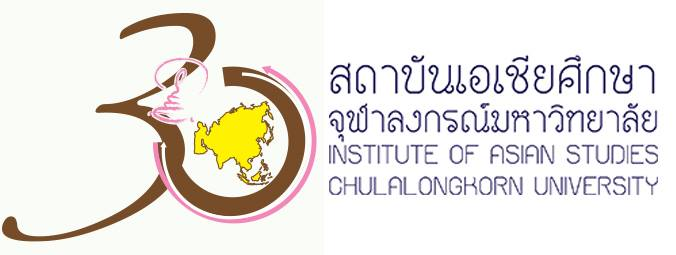 30
สถาบันเอเชียศึกษา
จุฬาลงกรณ์มหาวิทยาลัย
INSTITUTE OF ASIAN STUDIES
CHULALONGKORN UNIVERSITY